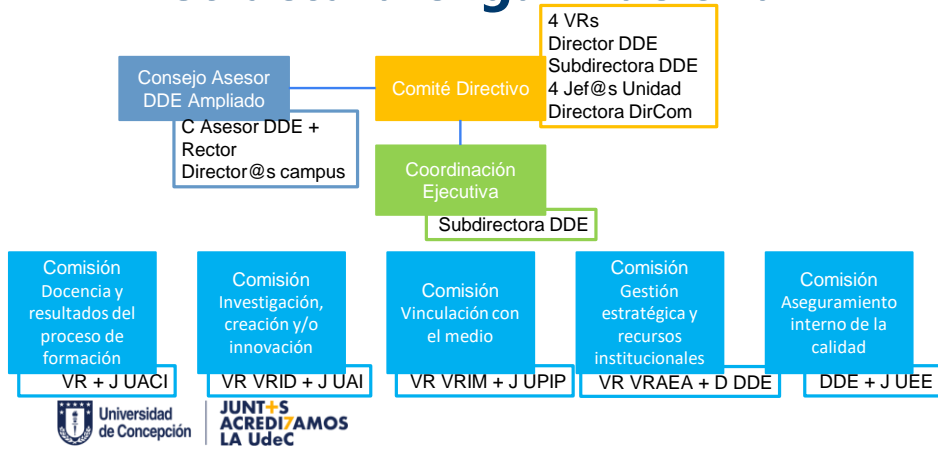 4 VRs
Director DDE
Subdirectora DDE
4 Jef@s Unidad
Directora DirCom
Consejo Asesor
DDE Ampliado
Comité Directivo
C Asesor DDE +
Rector
Director@s campus
Coordinación
Ejecutiva
Subdirectora DDE
Comisión
Docencia y
resultados del
proceso de
formación
VR + J UACI
Comisión
Investigación,
creación y/o
innovación
VR VRID + J UAI
Comisión
Vinculación con
el medio
VR VRIM + J UPIP
Comisión
Gestión
estratégica y
recursos
institucionales
VR VRAEA + D DDE
Comisión
Aseguramiento
interno de la
calidad
DDE + J UEE
Universidad
de Concepción
JUNT+S
ACREDI7AMOS
LA UdeC